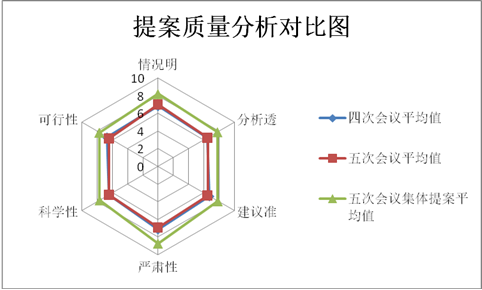 提案质量分析对比图
情况明
10
8
6
4
2
0
可行性
分析透
科学性
建议准
严肃性
四次会议平均值
五次会议平均值
五次会议集体提案平
均值